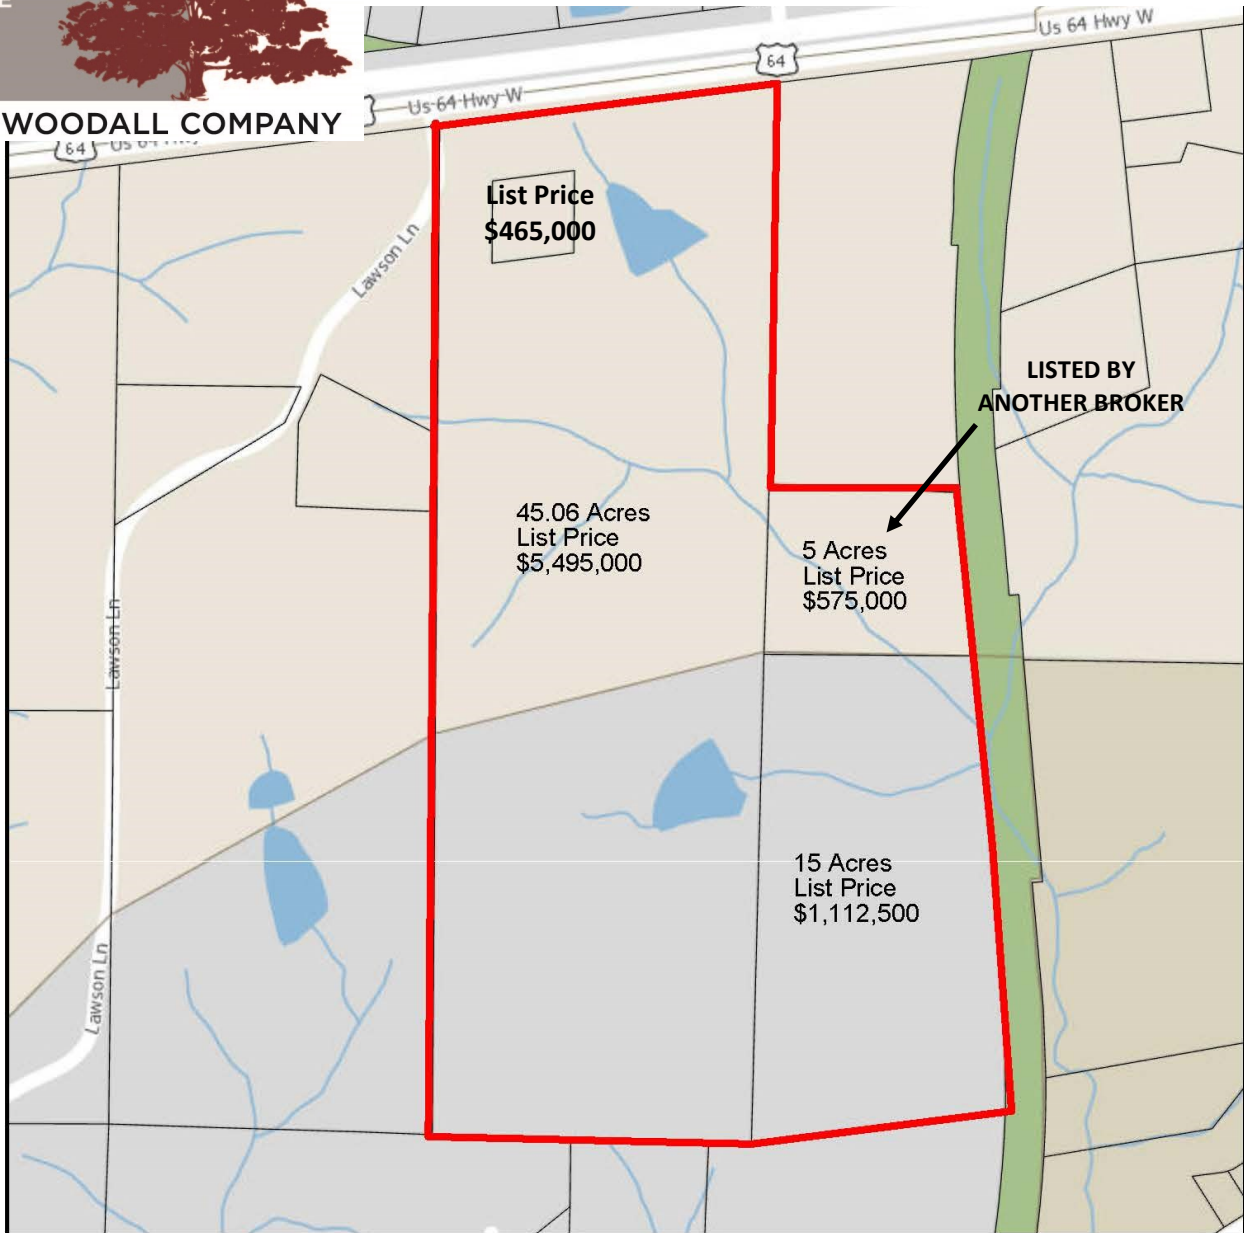 WOODALL COMPANY
Us 64 Hwy W
64
Us 64 Hwy W
64
Us 64
List Price
$465,000
Lawson Ln
LISTED BY
ANOTHER BROKER
45.06 Acres
List Price
$5,495,000
5 Acres
List Price
$575,000
Lawson Ln
15 Acres
List Price
$1,112,500
Lawson Ln